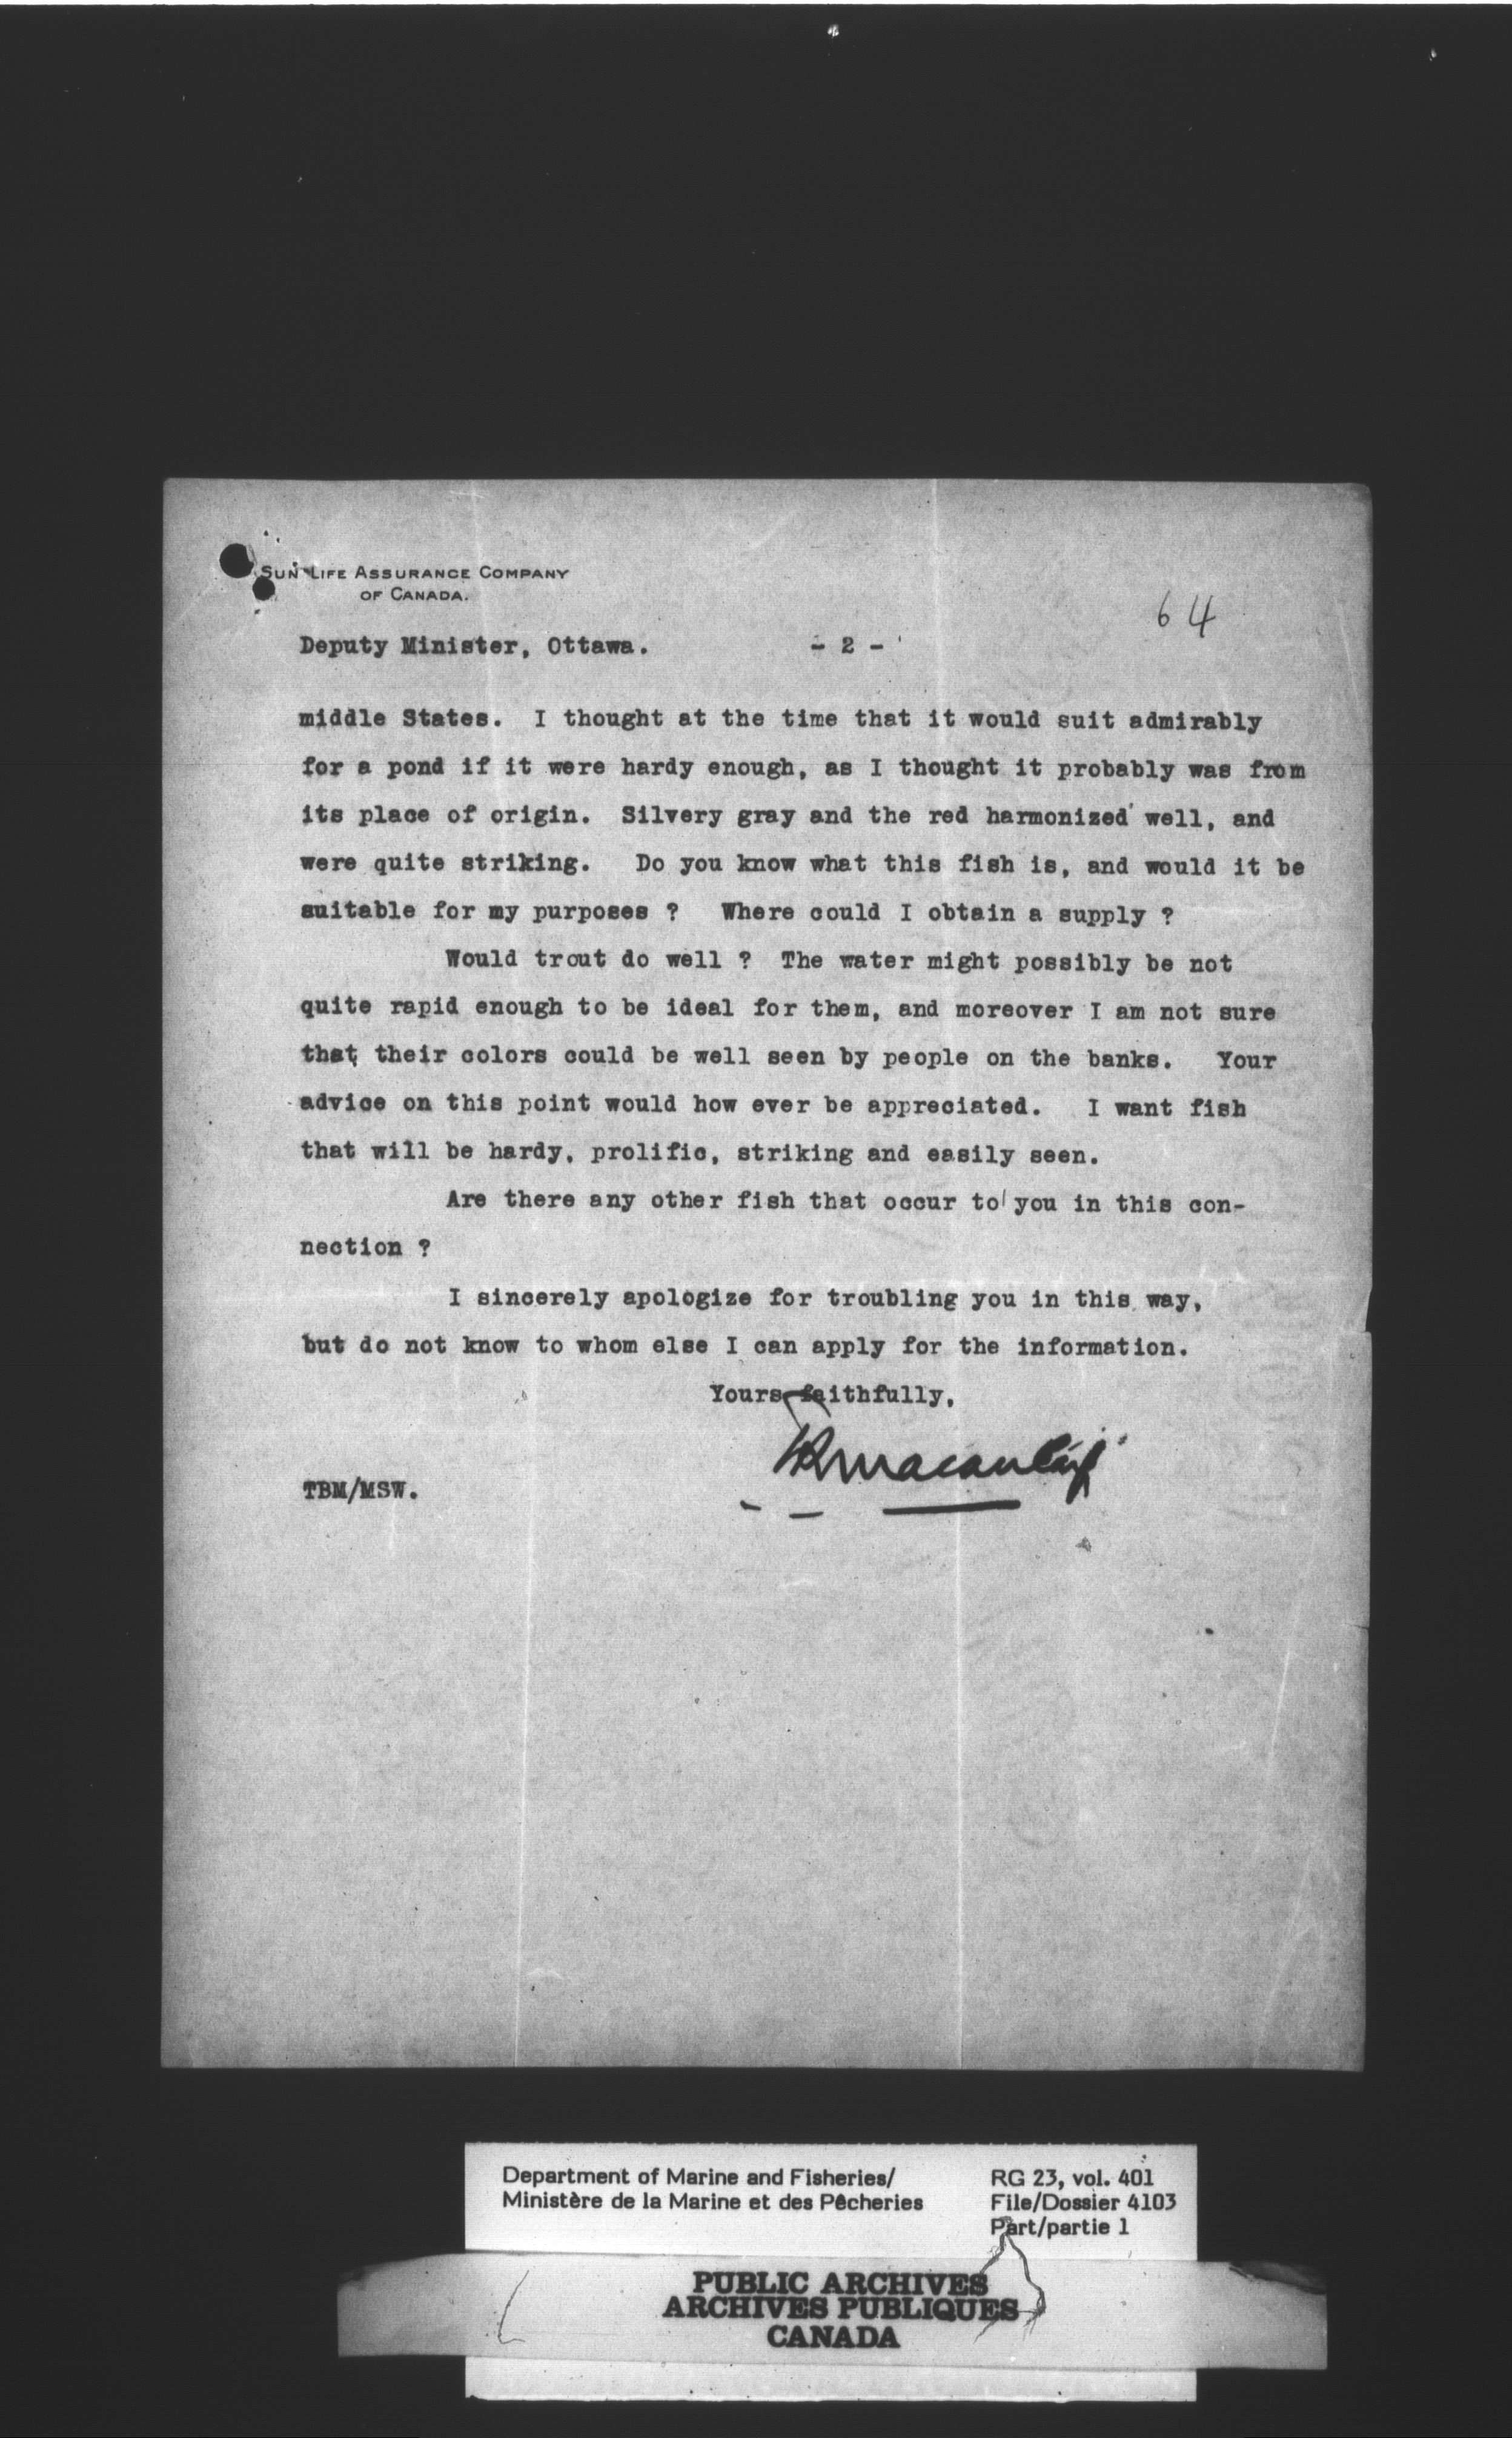 SUN LIFE ASSURANCE COMPANY
OF CANADA.
64
Deputy Minister, Ottawa. - 2 -
middle States. I thought at the time that it would suit admirably
for a pond if it were hardy enough, as I thought it probably was from
its place of origin. Silvery gray and the red harmonized well, and
were quite striking. Do you know what this fish is, and would it be
suitable for my purposes ? Where could I obtain a supply ?
Would trout do well ? The water might possibly be not
quite rapid enough to be ideal for them, and moreover I am not sure
that their colors could be well seen by people on the banks. Your
advice on this point would how ever be appreciated. I want fish
that will be hardy, prolific, striking and easily seen.
Are there any other fish that occur to you in this con-
nection ?
I sincerely apologize for troubling you in this way,
but do not know to whom else I can apply for the information.
Yours faithfully,
TBM/MSW.
Department of Marine and Fisheries/
Ministère de la Marine et des Pêcheries
RG 23, vol. 401
File/Dossier 4103
Part/partie 1
PUBLIC ARCHIVES
ARCHIVES PUBLIQUES
CANADA